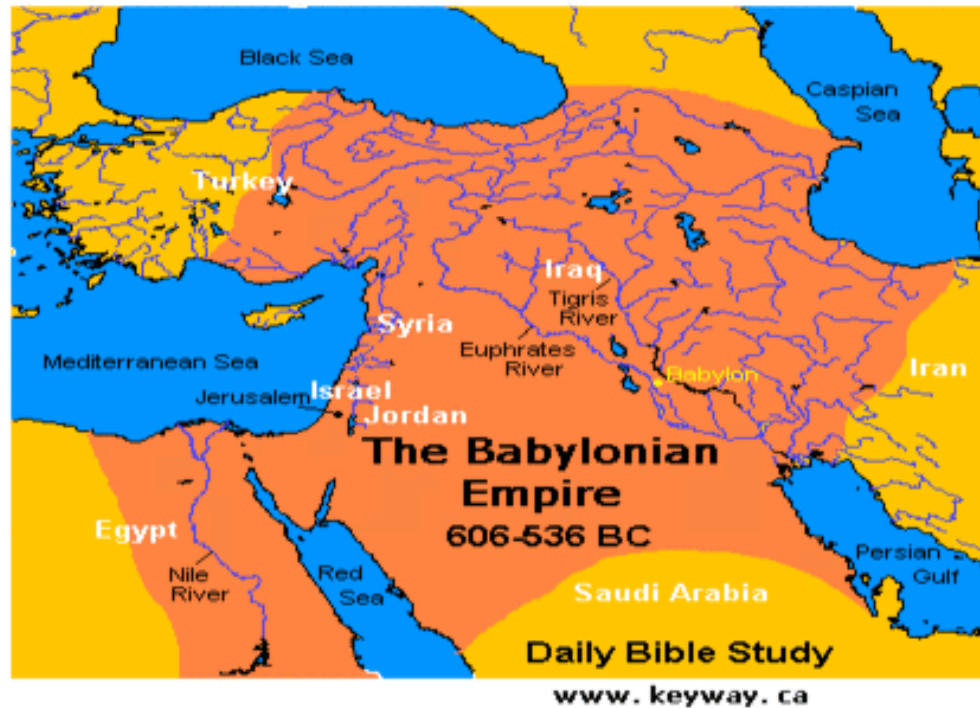 Black Sea
Caspian
Sea
Turkey
Iraq
Tigris
River
Syria
Euphrates
River
Mediterranean Sea
Iran
Babylon
Jerusalem
Israel
Jordan
The Babylonian
Empire
606-536 BC
Egypt
Nile
River
Red
Sea
Persian
Gulf
Saudi Arabia
Daily Bible Study
www.keyway.ca